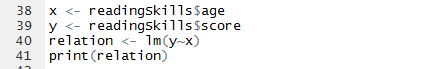 38 x <- readingSkills$age
39 y <- readingSkills$score
40 relation <- lm(y~x)
41 print(relation)